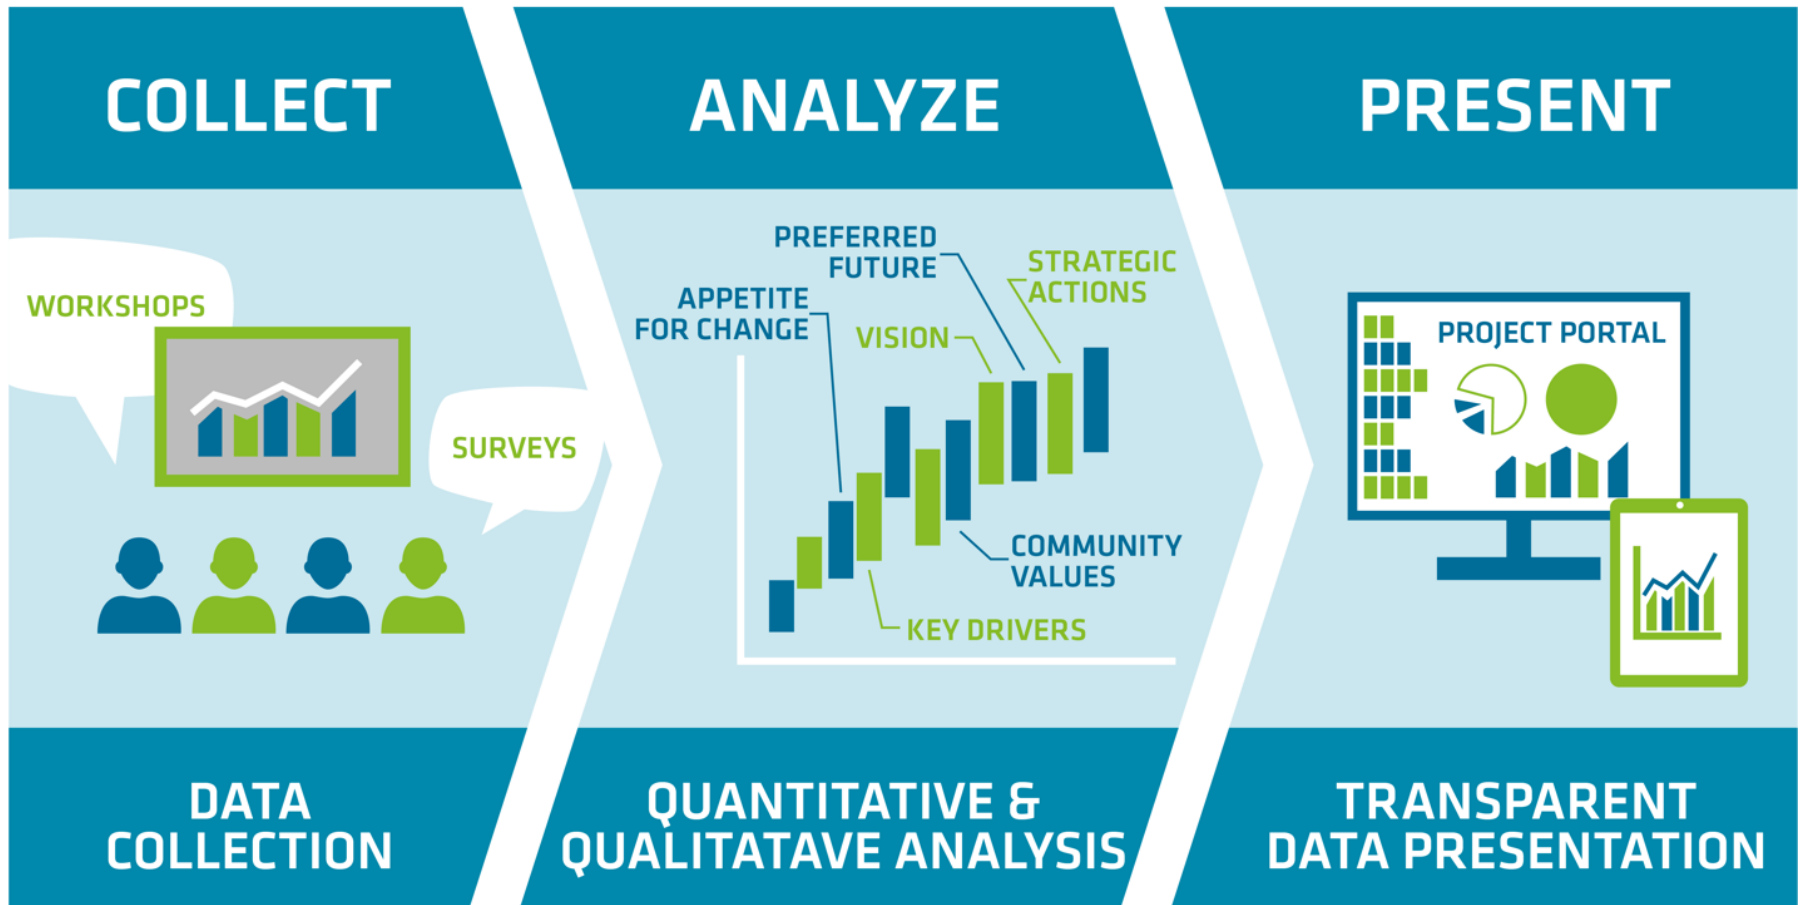 COLLECT
ANALYZE
PRESENT
WORKSHOPS
SURVEYS
PREFERRED
FUTURE
STRATEGIC
ACTIONS
APPETITE
FOR CHANGE
VISION
COMMUNITY
VALUES
KEY DRIVERS
PROJECT PORTAL
DATA
COLLECTION
QUANTITATIVE &
QUALITATAVE ANALYSIS
TRANSPARENT
DATA PRESENTATION